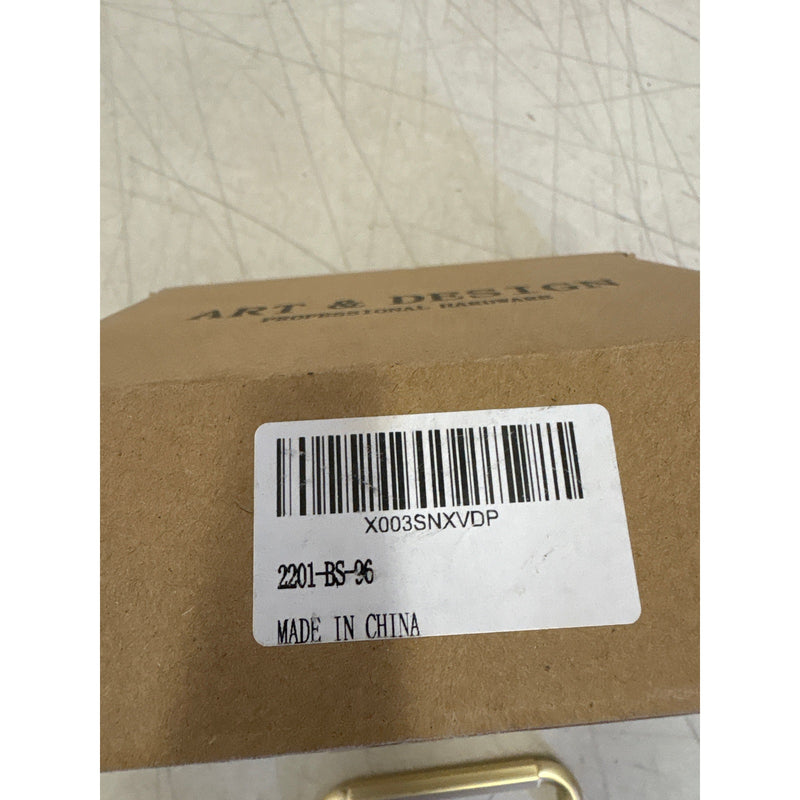 ART & DESIGN
PROFESSIONAL HARDWARE
X003SNXVDP
2201-BS-96
MADE IN CHINA